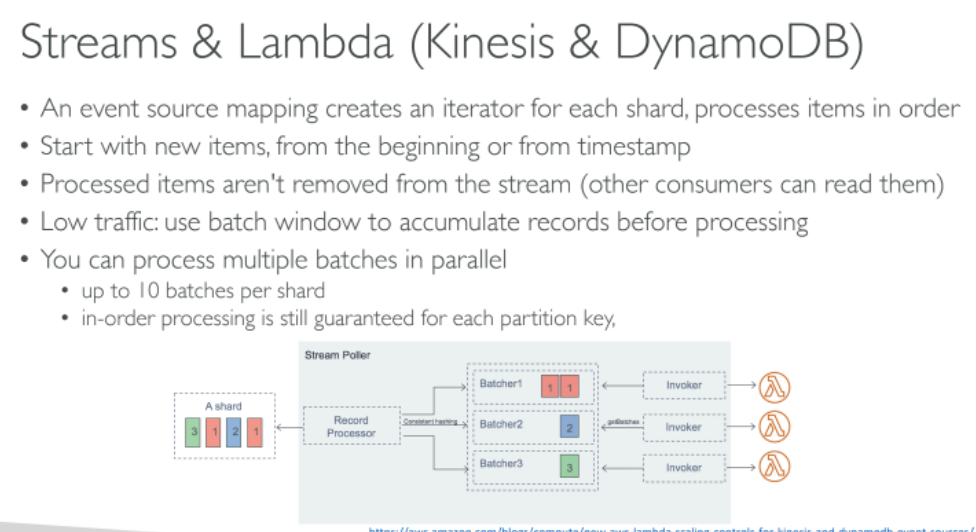 Streams & Lambda (Kinesis & DynamoDB)
• An event source mapping creates an iterator for each shard, processes items in order
• Start with new items, from the beginning or from timestamp
• Processed items aren't removed from the stream (other consumers can read them)
• Low traffic: use batch window to accumulate records before processing
• You can process multiple batches in parallel
• up to 10 batches per shard
• in-order processing is still guaranteed for each partition key,
Stream Poller
A shard
3 1 2 1
Record
Processor
Consistent hashing
Batcher1
1 1
Batcher2
2
Batcher3
3
getBatches
Invoker
Invoker
Invoker
https://aws.amazon.com/blogs/compute/new-aws-lambda-scaling-controls-for-kinesis-and-dynamodb-event-sources/